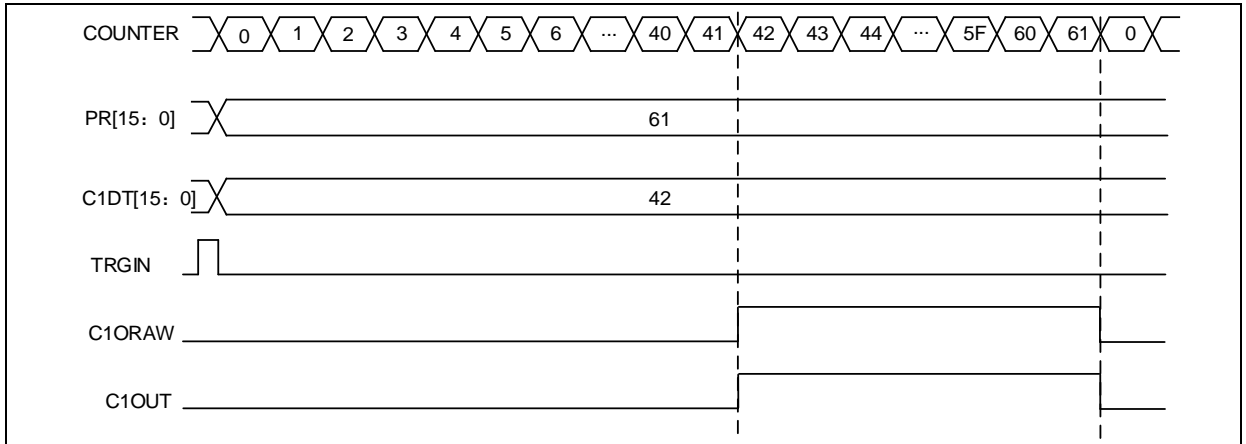 COUNTER 0 1 2 3 4 5 6 ... 40 41 42 43 44 ... 5F 60 61 0
PR[15：0] 61
C1DT[15：0] 42
TRGIN
C1ORAW
C1OUT